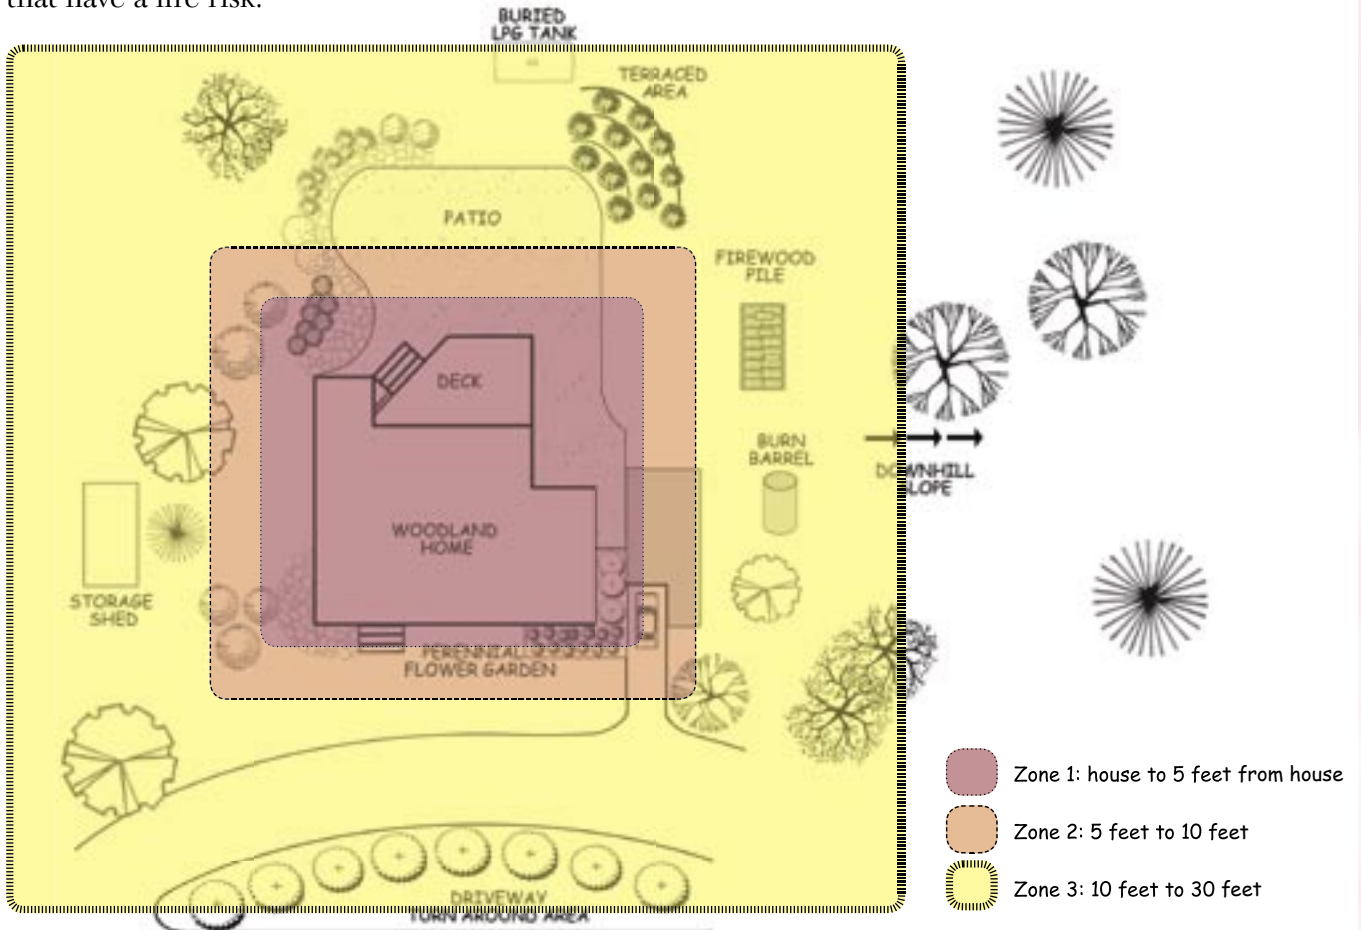 that have a life risk.
BURIED
LPG TANK
TERRACED
AREA
PATIO
FIREWOOD
PILE
DECK
BURN
BARREL
DOWNHILL
SLOPE
WOODLAND
HOME
STORAGE
SHED
PERENNIAL
FLOWER GARDEN
Zone 1: house to 5 feet from house
Zone 2: 5 feet to 10 feet
Zone 3: 10 feet to 30 feet
DRIVEWAY
TURN AROUND AREA